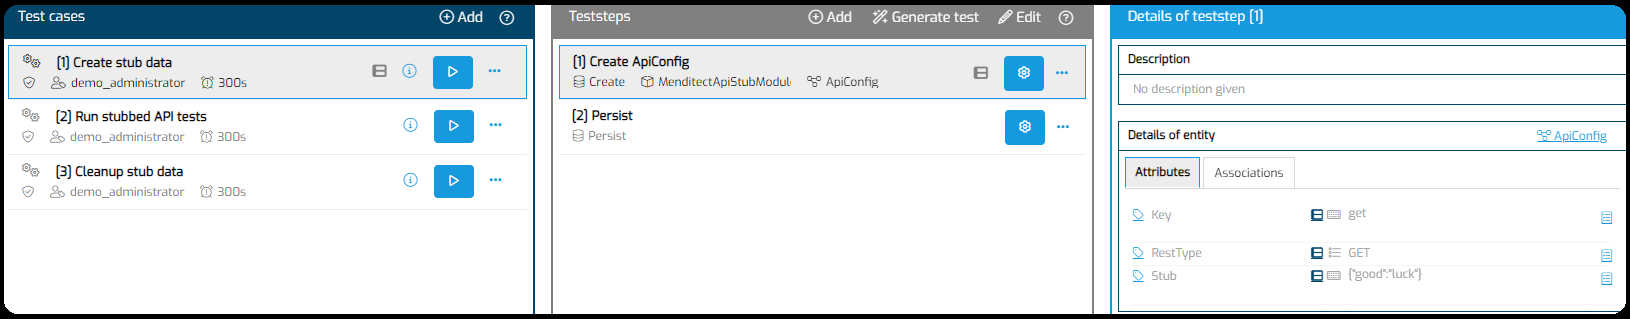 Test cases
Add
[1] Create stub data
demo_administrator 300s
[2] Run stubbed API tests
demo_administrator 300s
[3] Cleanup stub data
demo_administrator 300s
Teststeps
Add Generate test Edit
[1] Create ApiConfig
Create MenditectApiStubModul ApiConfig
[2] Persist
Persist
Details of teststep [1]
Description
No description given
Details of entity ApiConfig
Attributes Associations
Key get
RestType GET
Stub {"good":"luck"}